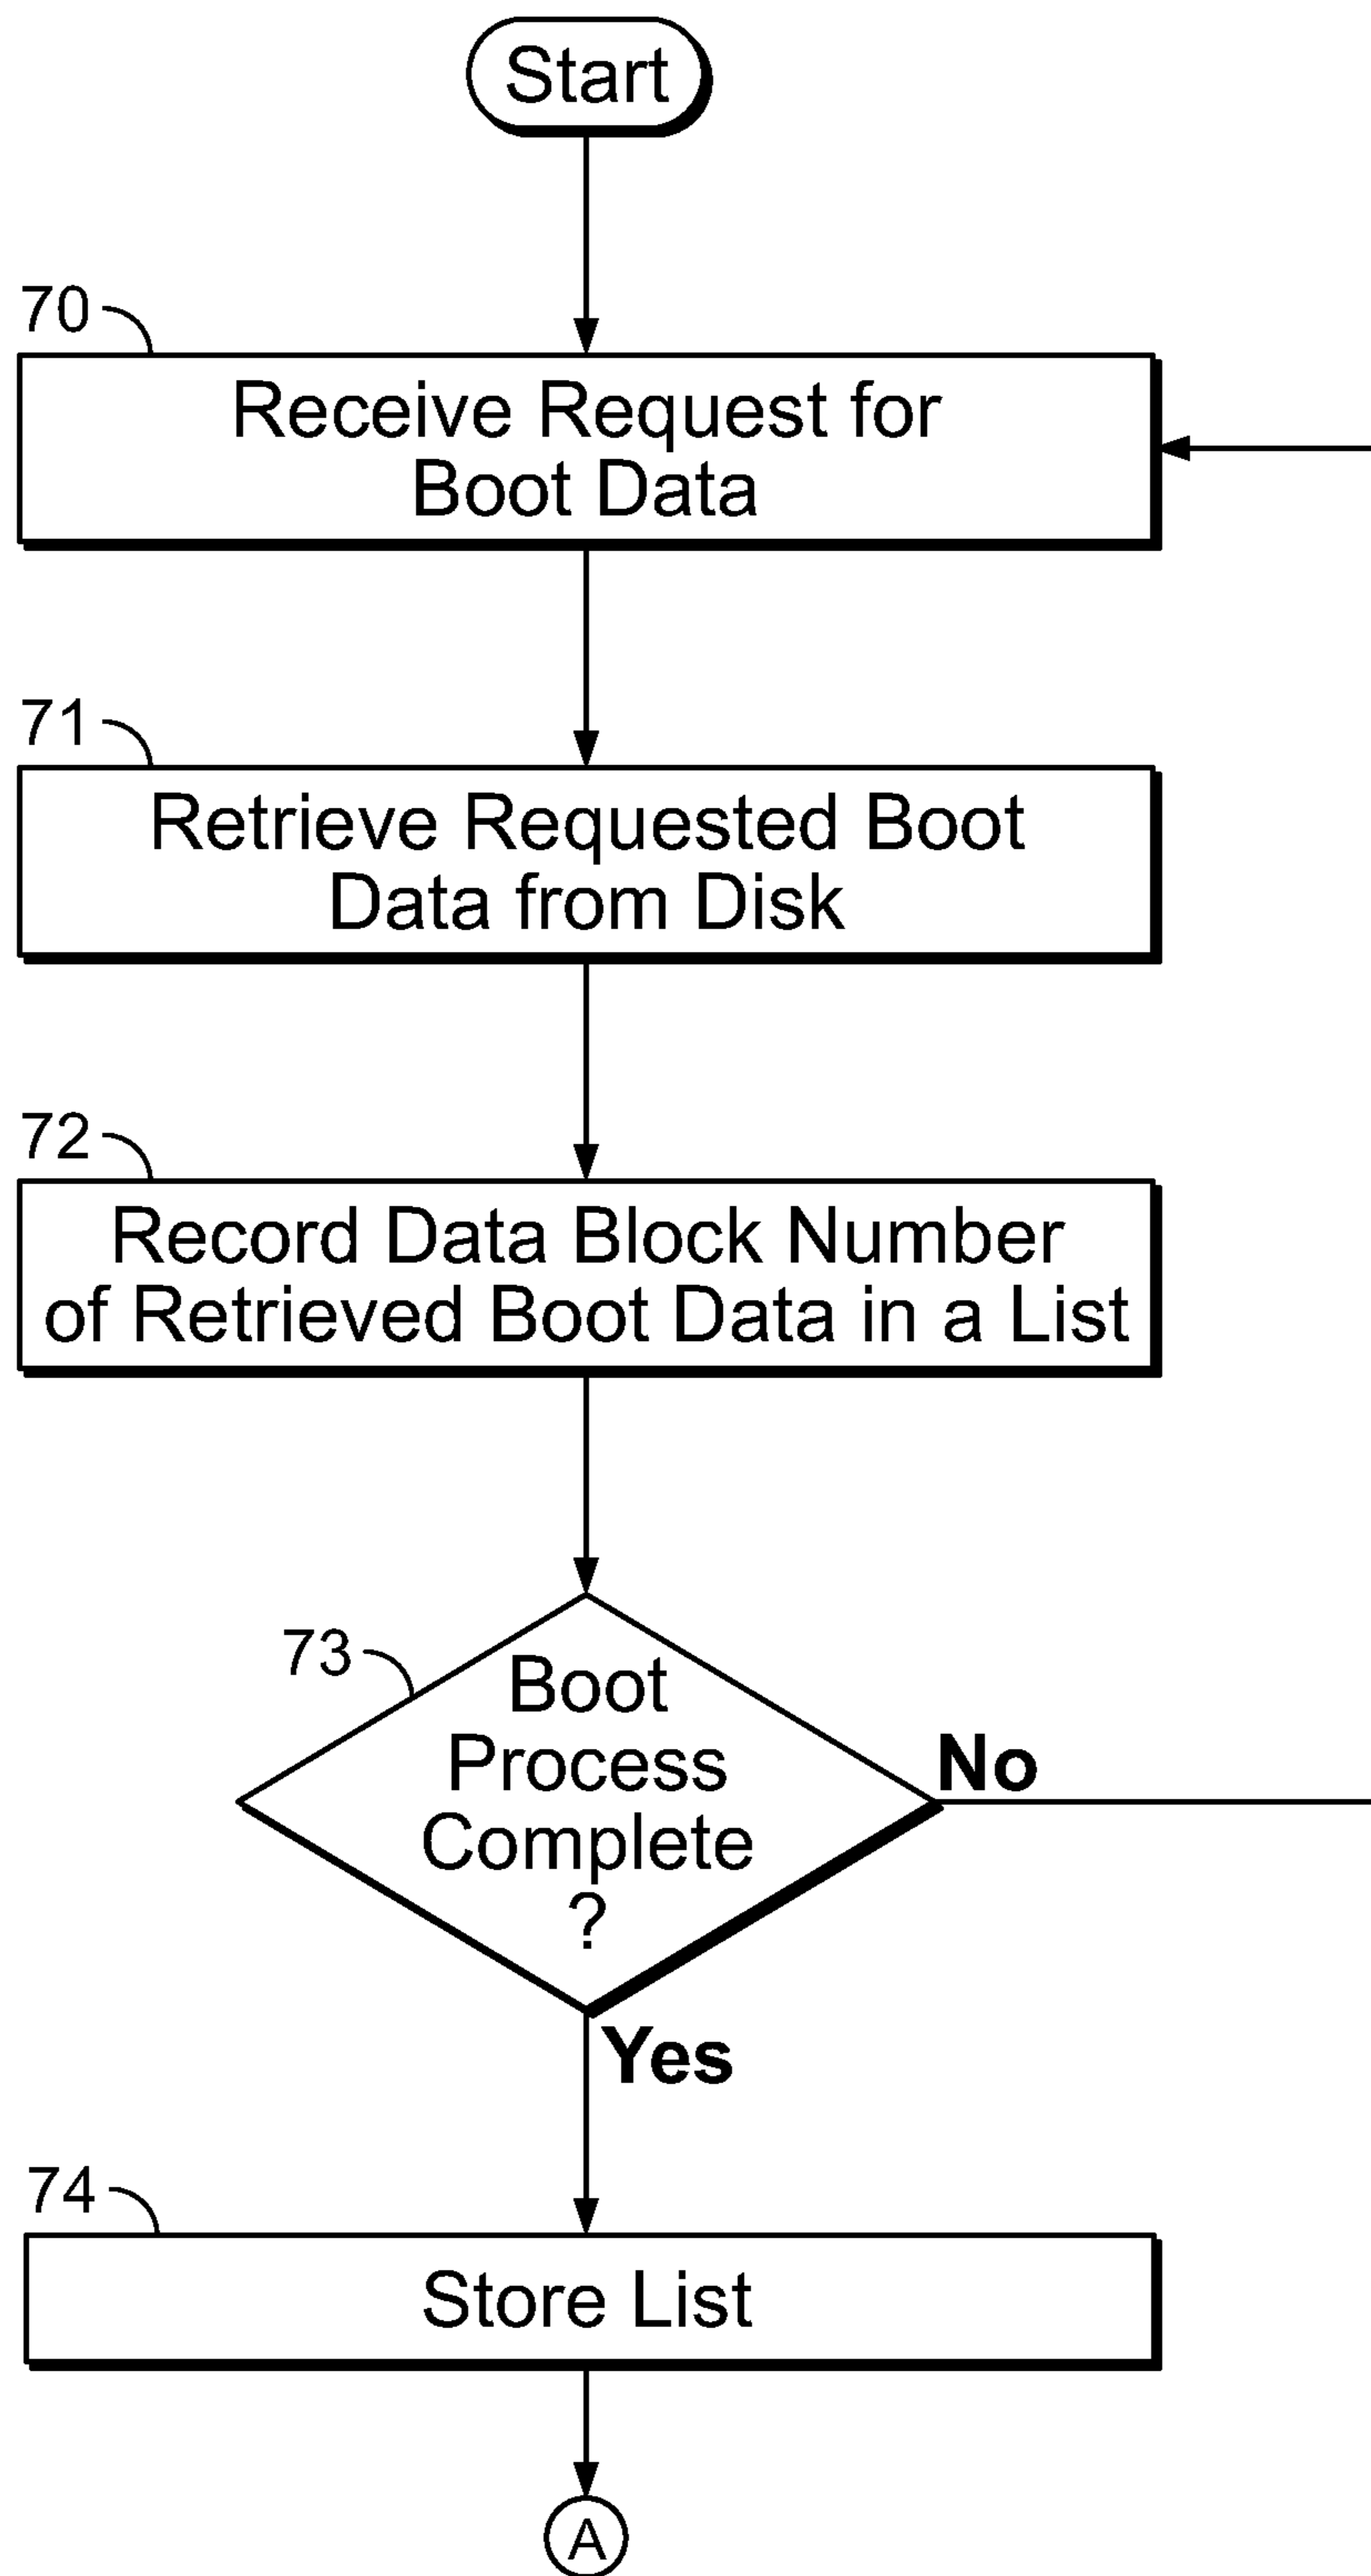 Start
70
Receive Request for
Boot Data
71
Retrieve Requested Boot
Data from Disk
72
Record Data Block Number
of Retrieved Boot Data in a List
73
Boot
Process
Complete
?
No
Yes
74
Store List
A